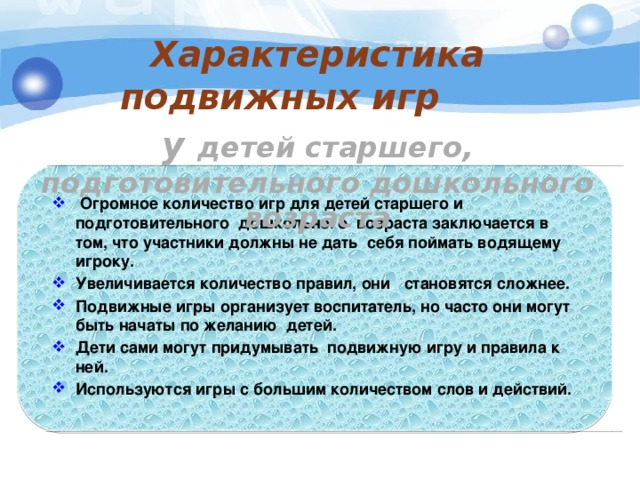 Характеристика
подвижных игр
у детей старшего,
подготовительного дошкольного
возраста
Огромное количество игр для детей старшего и
подготовительного дошкольного возраста заключается в
том, что участники должны не дать себя поймать водящему
игроку.
Увеличивается количество правил, они становятся сложнее.
Подвижные игры организует воспитатель, но часто они могут
быть начаты по желанию детей.
Дети сами могут придумывать подвижную игру и правила к
ней.
Используются игры с большим количеством слов и действий.